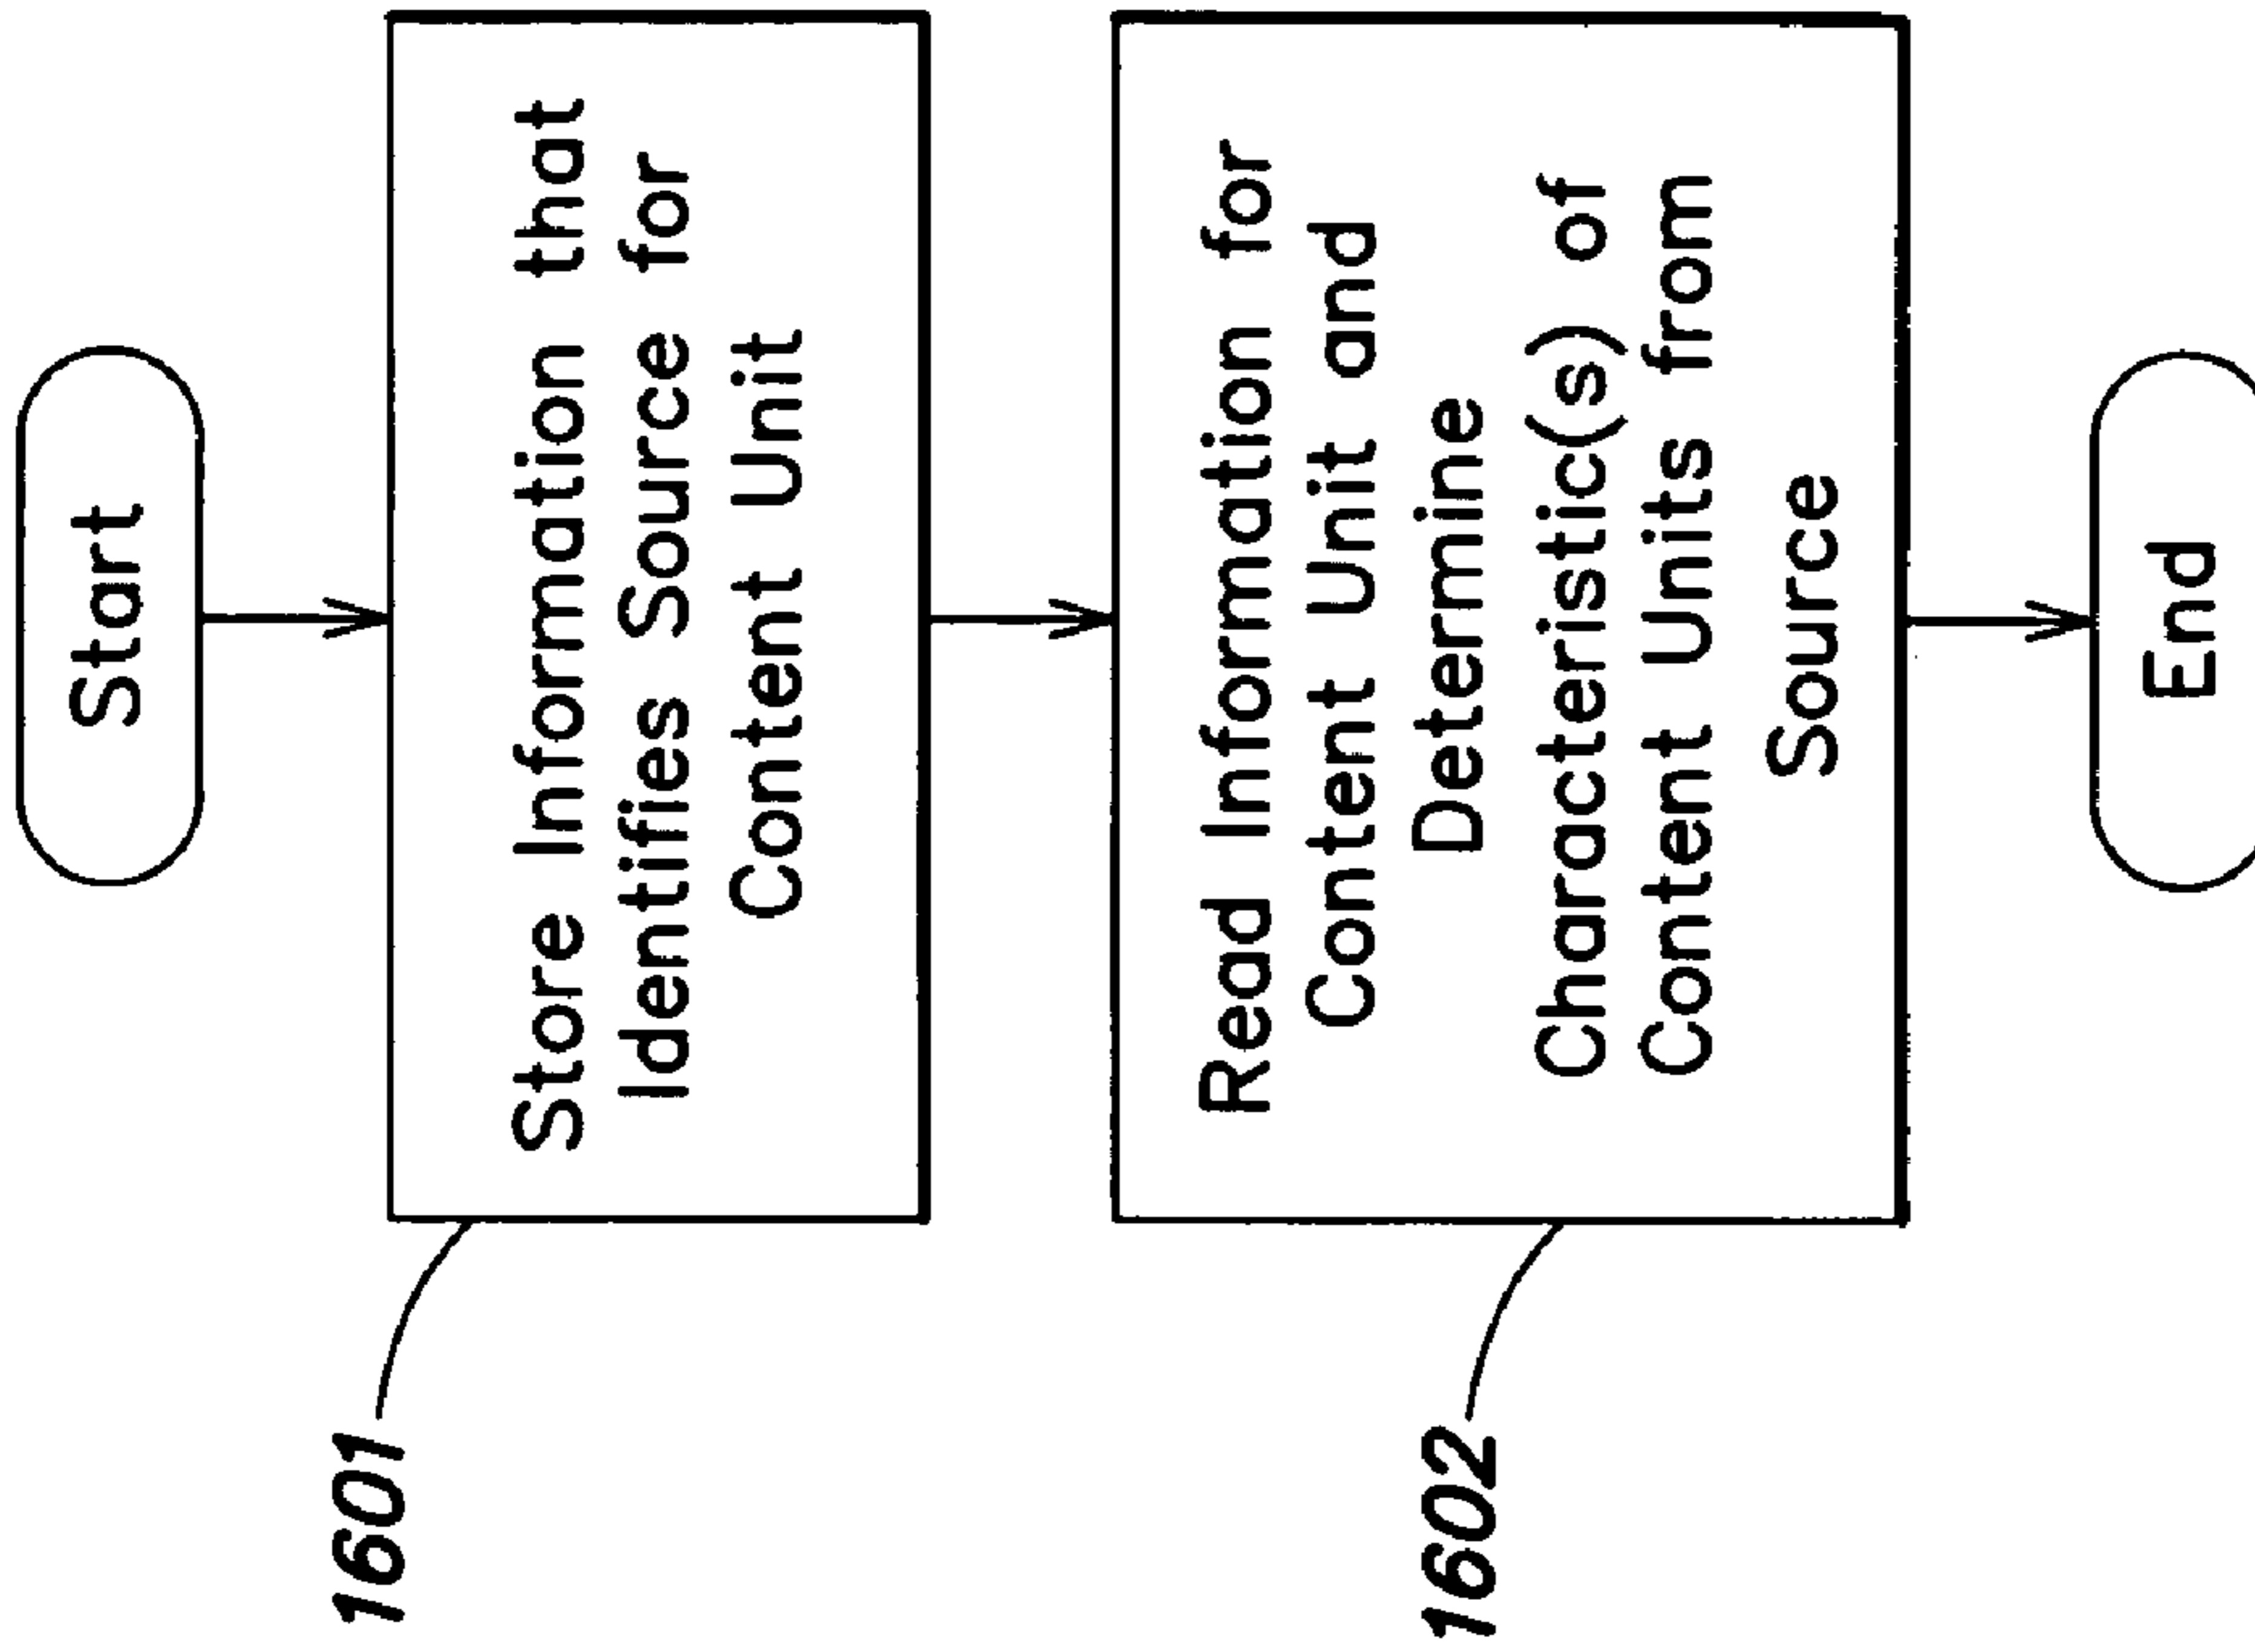 Start
1601
Store Information that
Identifies Source for
Content Unit
1602
Read Information for
Content Unit and
Determine
Characteristic(s) of
Content Units from
Source
End